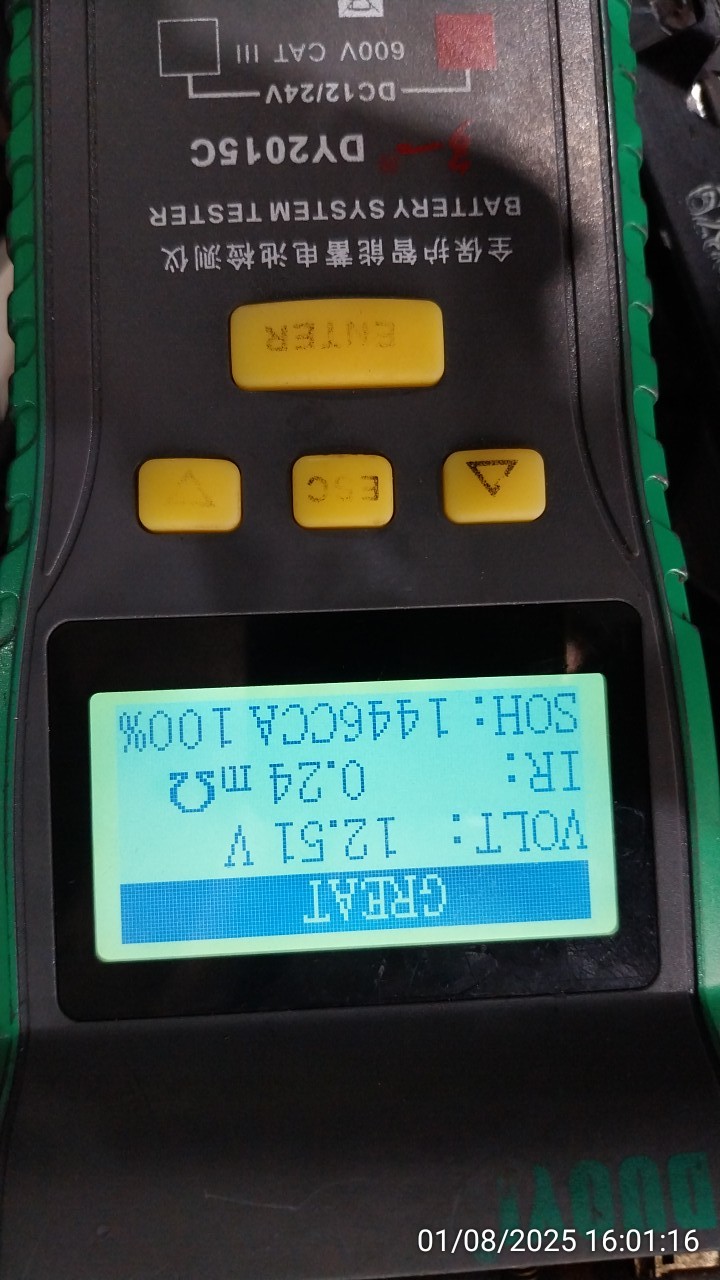 DUOYI
GREAT
VOLT: 12.51 V
IR: 0.24 mΩ
SOH: 1446CCA 100%
ESC
ENTER
全保护智能蓄电池检测仪
BATTERY SYSTEM TESTER
DY2015C
DC12/24V
600V CAT III
01/08/2025 16:01:16